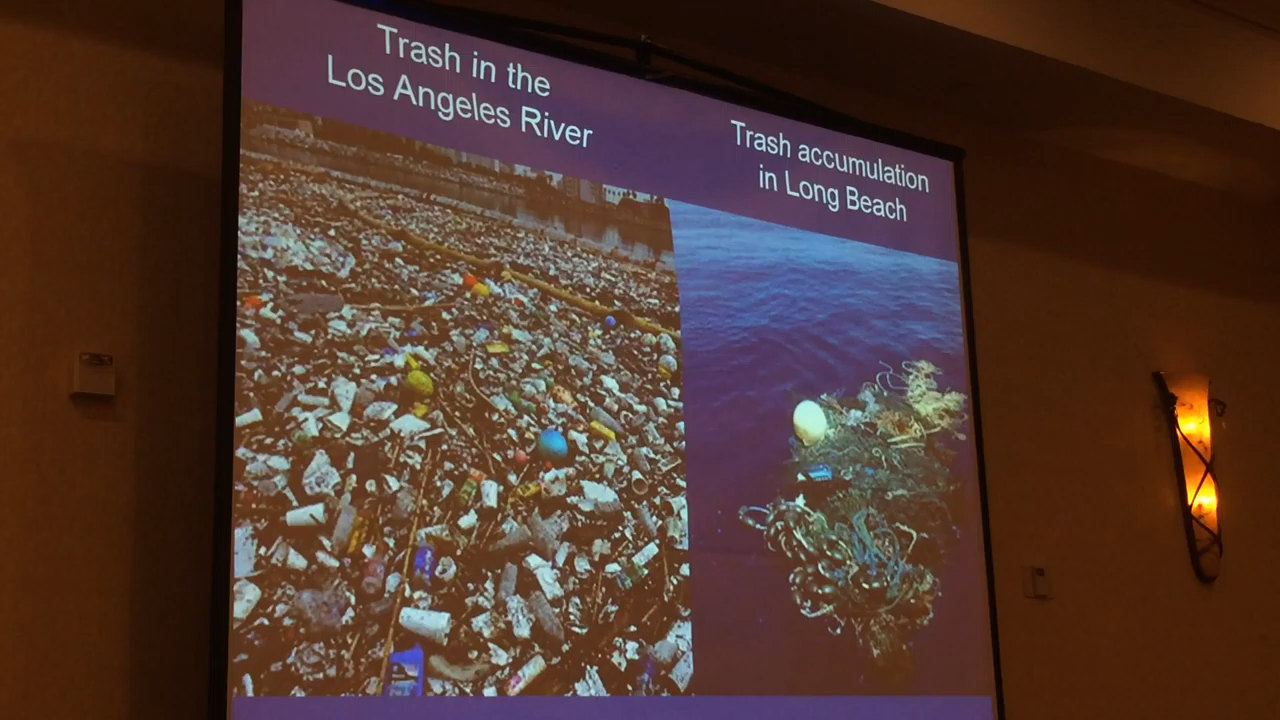 Trash in the
Los Angeles River
Trash accumulation
in Long Beach